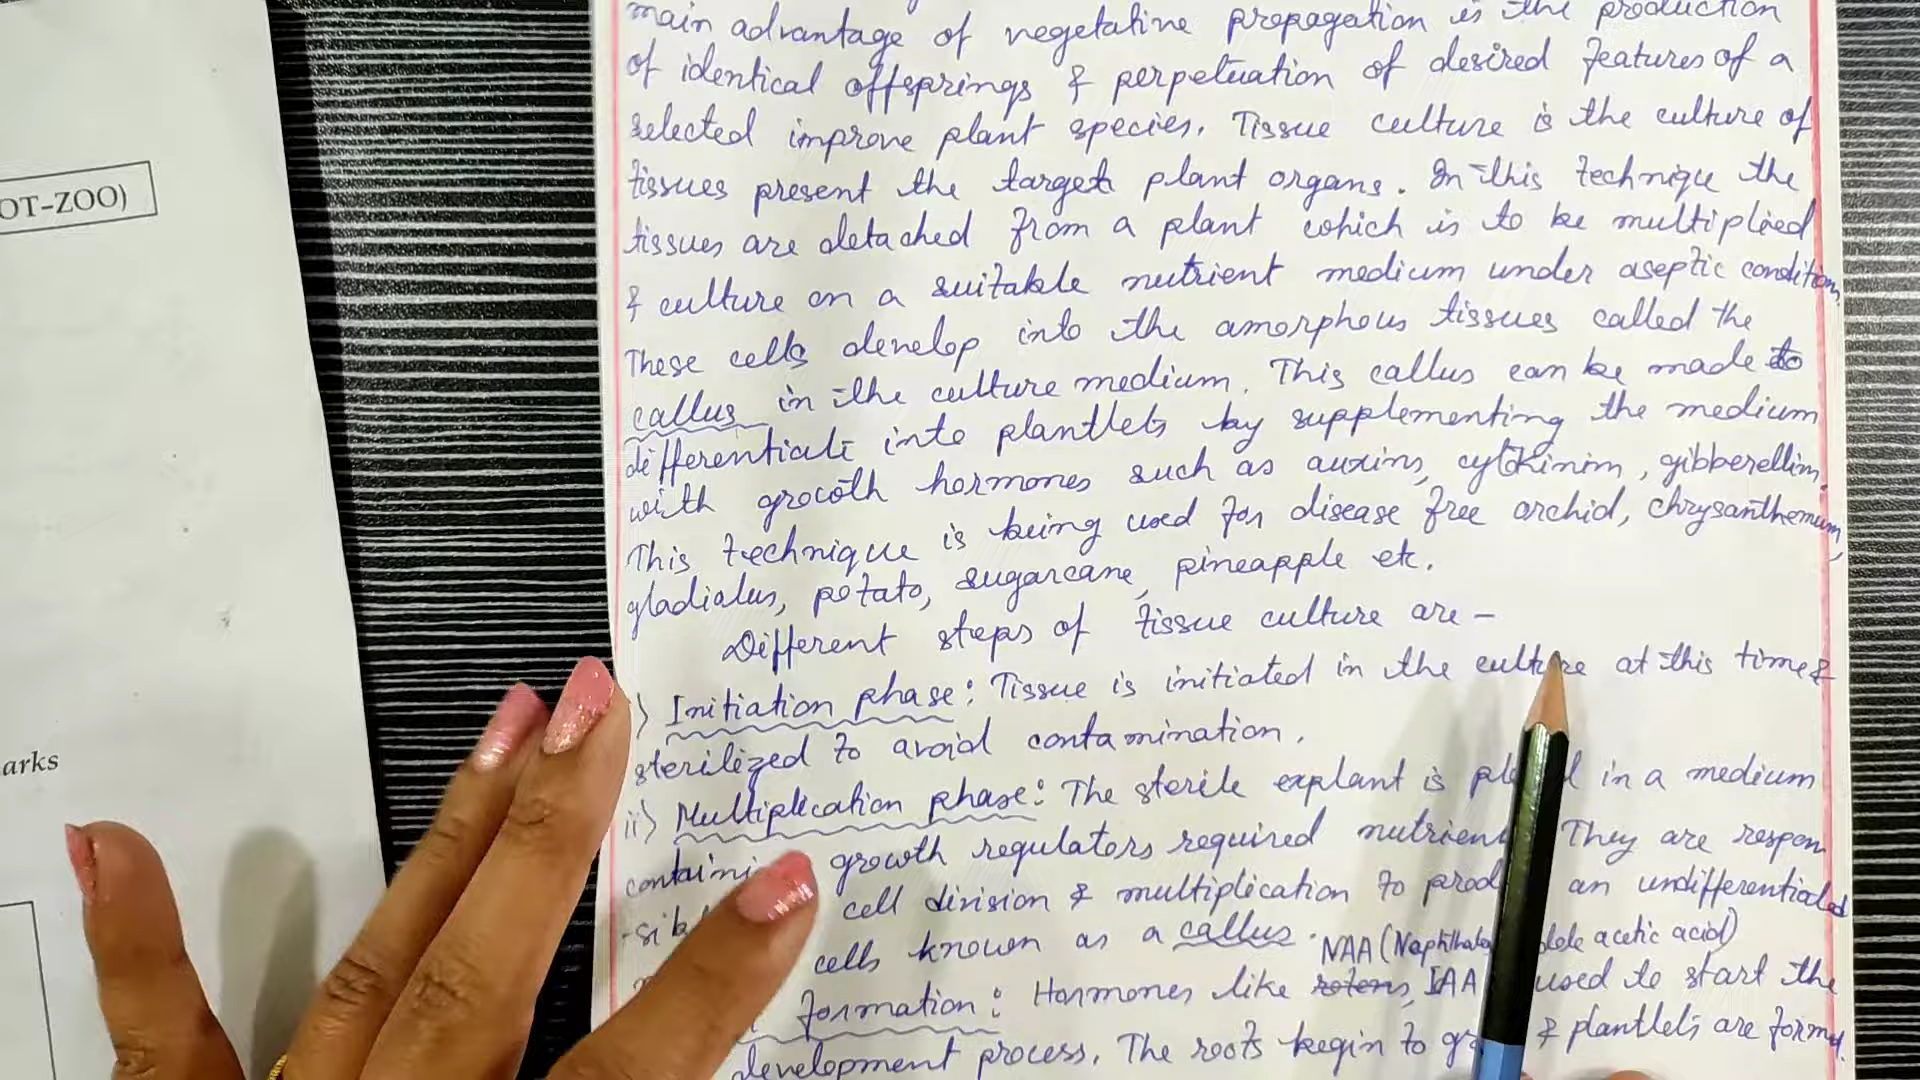 OT-ZOO)
arks
main advantage of vegetative propagation is the production
of identical offsprings & perpetuation of desired features of a
selected improve plant species. Tissue culture is the culture of
tissues present the target plant organs. In this technique the
tissues are detached from a plant which is to be multiplied
& culture on a suitable nutrient medium under aseptic condition.
These cells develop into the amorphous tissues called the
callus in the culture medium. This callus can be made to
differentiate into plantlets by supplementing the medium
with growth hormones such as auxins, cytokinin, gibberellin.
This technique is being used for disease free orchid, chrysanthemum,
gladialus, potato, sugarcane, pineapple etc.
Different steps of tissue culture are -
) Initiation phase: Tissue is initiated in the culture at this time &
sterilized to avoid contamination.
ii) Multiplication phase: The sterile explant is in a medium
growth regulators required They are respon
-sib cell division & multiplication to an undifferentiated
cells known as a callus.
NAA ( acetic acid)
formation: Hormones like IAA used to start the
development process. The roots begin to & plantlets are formed.